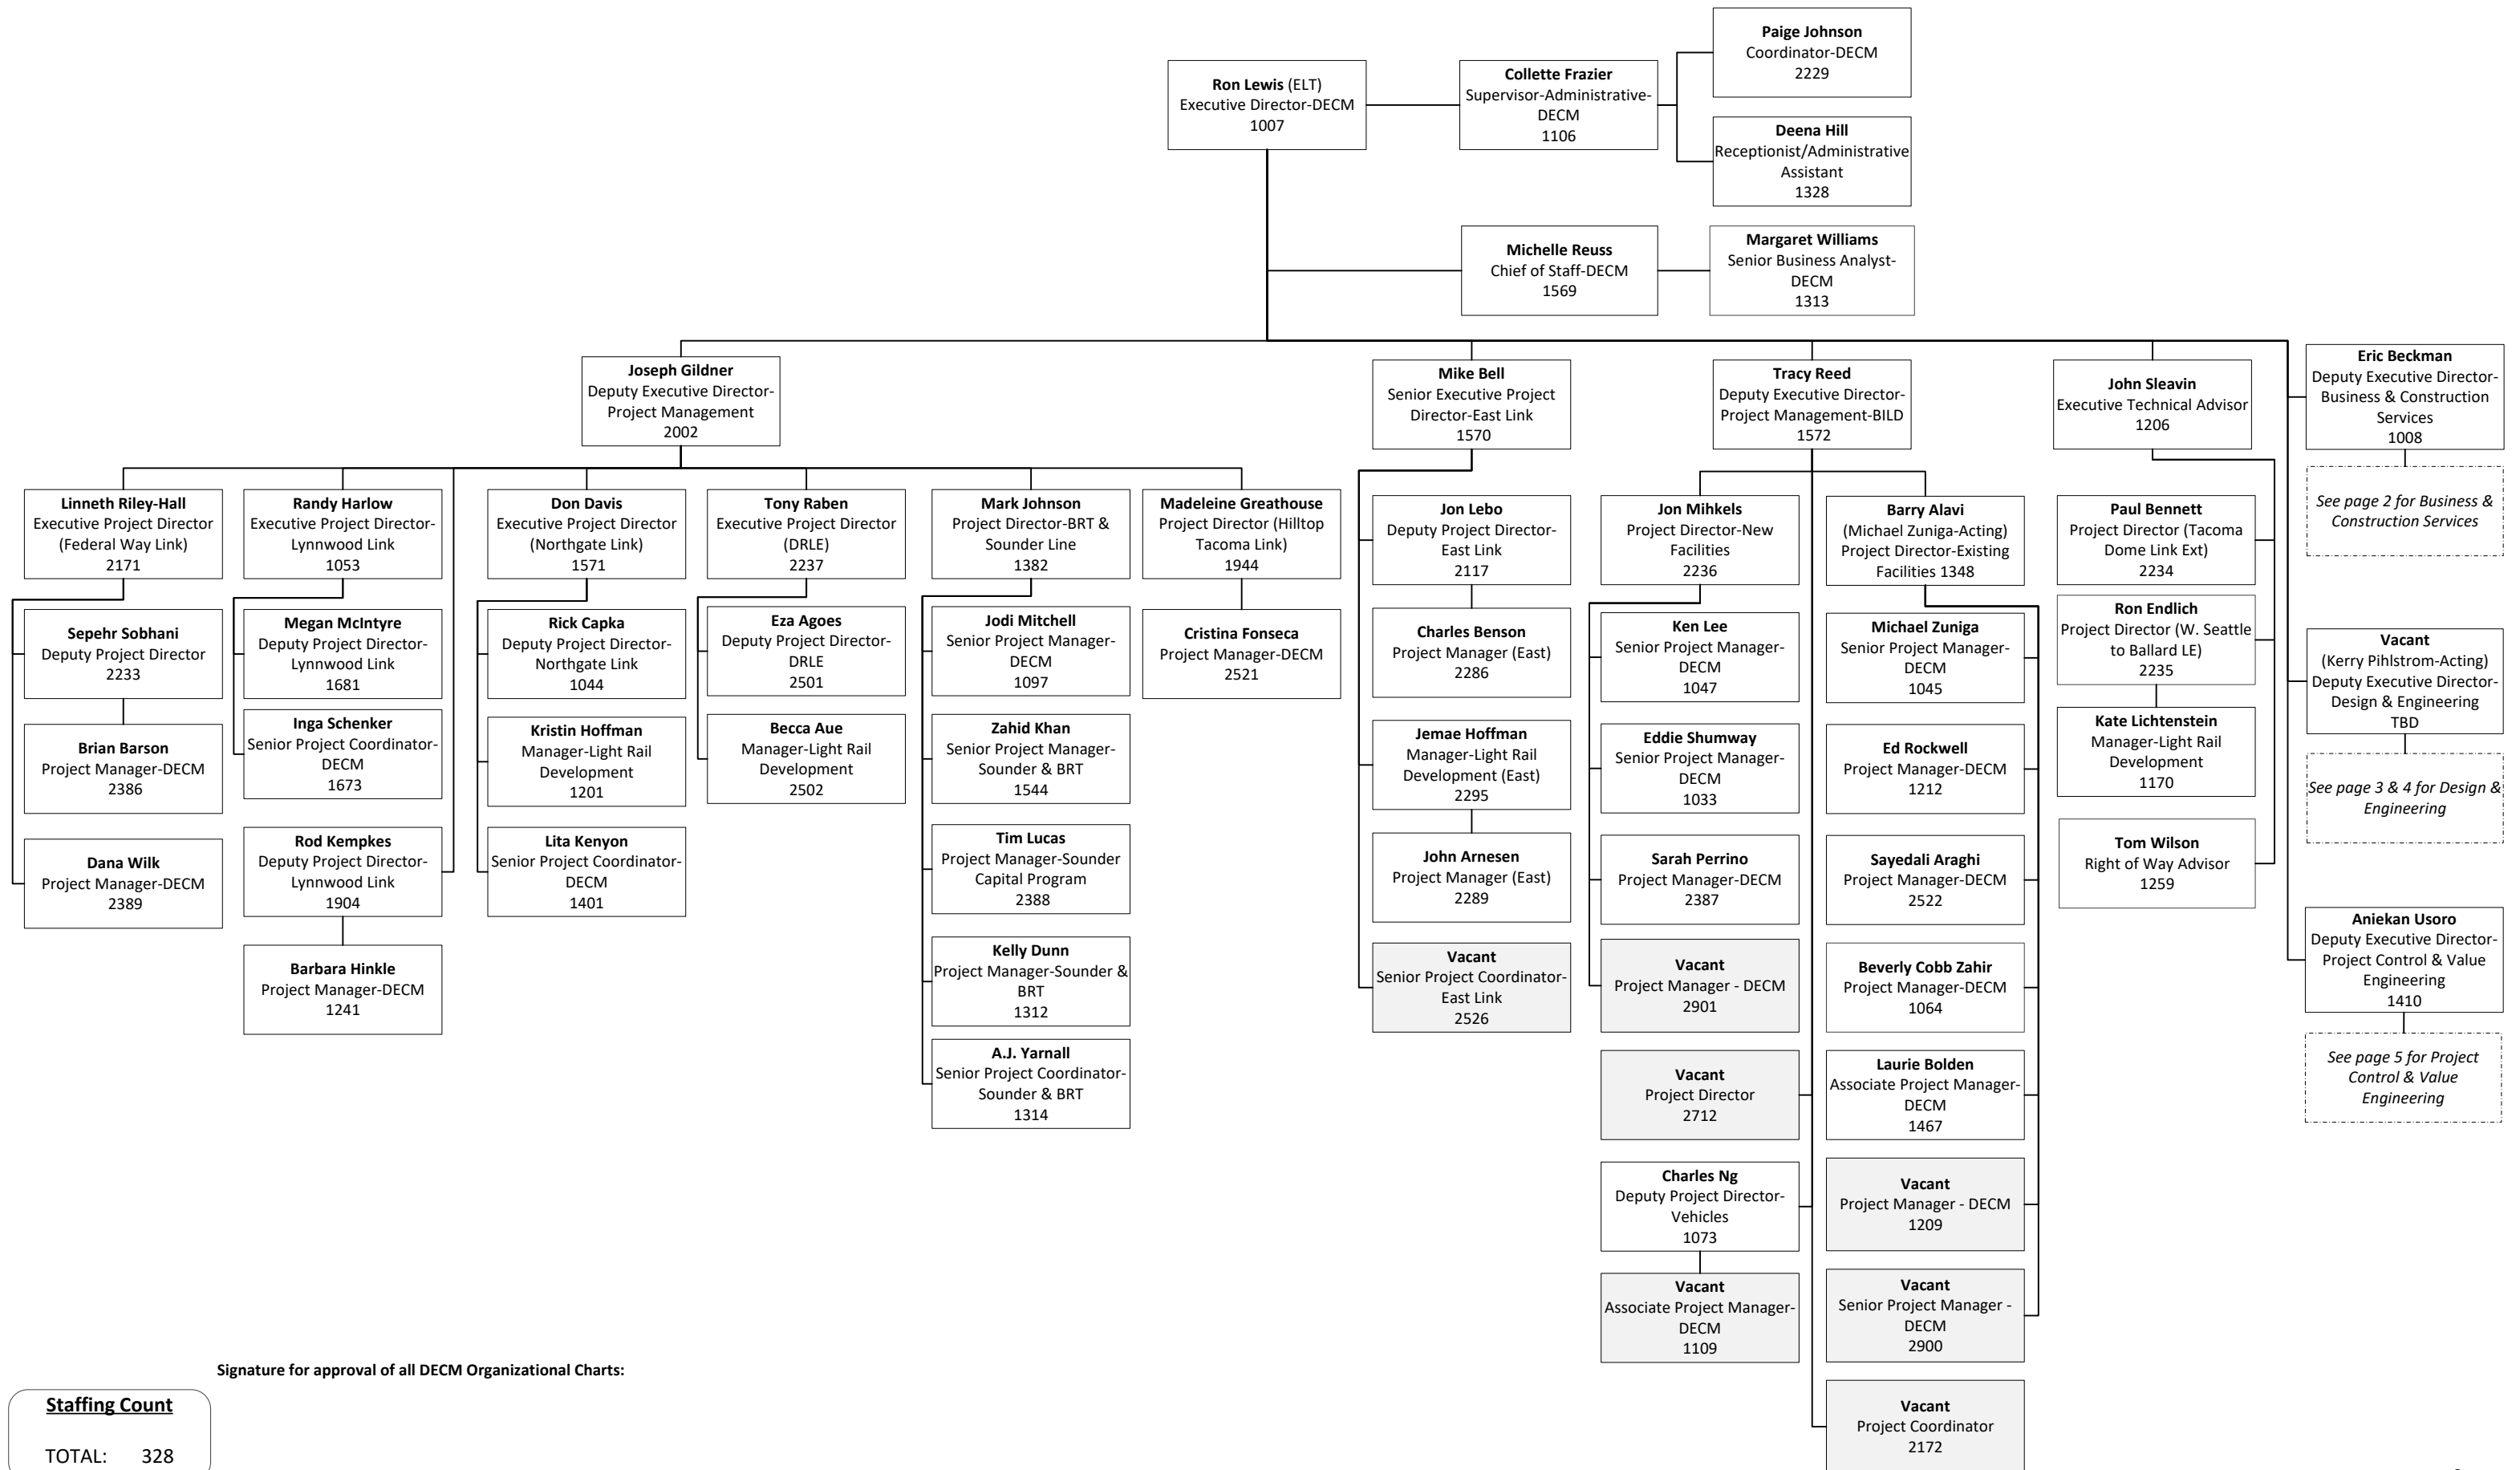 Paige Johnson
Coordinator-DECM
2229
Ron Lewis (ELT)
Executive Director-DECM
1007
Collette Frazier
Supervisor-Administrative-
DECM
1106
Deena Hill
Receptionist/Administrative
Assistant
1328
Michelle Reuss
Chief of Staff-DECM
1569
Margaret Williams
Senior Business Analyst-
DECM
1313
Joseph Gildner
Deputy Executive Director-
Project Management
2002
Mike Bell
Senior Executive Project
Director-East Link
1570
Tracy Reed
Deputy Executive Director-
Project Management-BILD
1572
John Sleavin
Executive Technical Advisor
1206
Eric Beckman
Deputy Executive Director-
Business & Construction
Services
1008
See page 2 for Business &
Construction Services
Linneth Riley-Hall
Executive Project Director
(Federal Way Link)
2171
Sepehr Sobhani
Deputy Project Director
2233
Brian Barson
Project Manager-DECM
2386
Dana Wilk
Project Manager-DECM
2389
Randy Harlow
Executive Project Director-
Lynnwood Link
1053
Megan McIntyre
Deputy Project Director-
Lynnwood Link
1681
Inga Schenker
Senior Project Coordinator-
DECM
1673
Rod Kempkes
Deputy Project Director-
Lynnwood Link
1904
Barbara Hinkle
Project Manager-DECM
1241
Don Davis
Executive Project Director
(Northgate Link)
1571
Rick Capka
Deputy Project Director-
Northgate Link
1044
Kristin Hoffman
Manager-Light Rail
Development
1201
Lita Kenyon
Senior Project Coordinator-
DECM
1401
Tony Raben
Executive Project Director
(DRLE)
2237
Eza Agoes
Deputy Project Director-
DRLE
2501
Becca Aue
Manager-Light Rail
Development
2502
Mark Johnson
Project Director-BRT &
Sounder Line
1382
Jodi Mitchell
Senior Project Manager-
DECM
1097
Zahid Khan
Senior Project Manager-
Sounder & BRT
1544
Tim Lucas
Project Manager-Sounder
Capital Program
2388
Kelly Dunn
Project Manager-Sounder &
BRT
1312
A.J. Yarnall
Senior Project Coordinator-
Sounder & BRT
1314
Madeleine Greathouse
Project Director (Hilltop
Tacoma Link)
1944
Cristina Fonseca
Project Manager-DECM
2521
Jon Lebo
Deputy Project Director-
East Link
2117
Charles Benson
Project Manager (East)
2286
Jemae Hoffman
Manager-Light Rail
Development (East)
2295
John Arnesen
Project Manager (East)
2289
Vacant
Senior Project Coordinator-
East Link
2526
Jon Mihkels
Project Director-New
Facilities
2236
Ken Lee
Senior Project Manager-
DECM
1047
Eddie Shumway
Senior Project Manager-
DECM
1033
Sarah Perrino
Project Manager-DECM
2387
Vacant
Project Manager - DECM
2901
Vacant
Project Director
2712
Charles Ng
Deputy Project Director-
Vehicles
1073
Vacant
Associate Project Manager-
DECM
1109
Barry Alavi
(Michael Zuniga-Acting)
Project Director-Existing
Facilities 1348
Michael Zuniga
Senior Project Manager-
DECM
1045
Ed Rockwell
Project Manager-DECM
1212
Sayedali Araghi
Project Manager-DECM
2522
Beverly Cobb Zahir
Project Manager-DECM
1064
Laurie Bolden
Associate Project Manager-
DECM
1467
Vacant
Project Manager - DECM
1209
Vacant
Senior Project Manager -
DECM
2900
Vacant
Project Coordinator
2172
Paul Bennett
Project Director (Tacoma
Dome Link Ext)
2234
Ron Endlich
Project Director (W. Seattle
to Ballard LE)
2235
Kate Lichtenstein
Manager-Light Rail
Development
1170
Tom Wilson
Right of Way Advisor
1259
Vacant
(Kerry Pihlstrom-Acting)
Deputy Executive Director-
Design & Engineering
TBD
See page 3 & 4 for Design &
Engineering
Aniekan Usoro
Deputy Executive Director-
Project Control & Value
Engineering
1410
See page 5 for Project
Control & Value
Engineering
Signature for approval of all DECM Organizational Charts:
Staffing Count
TOTAL: 328